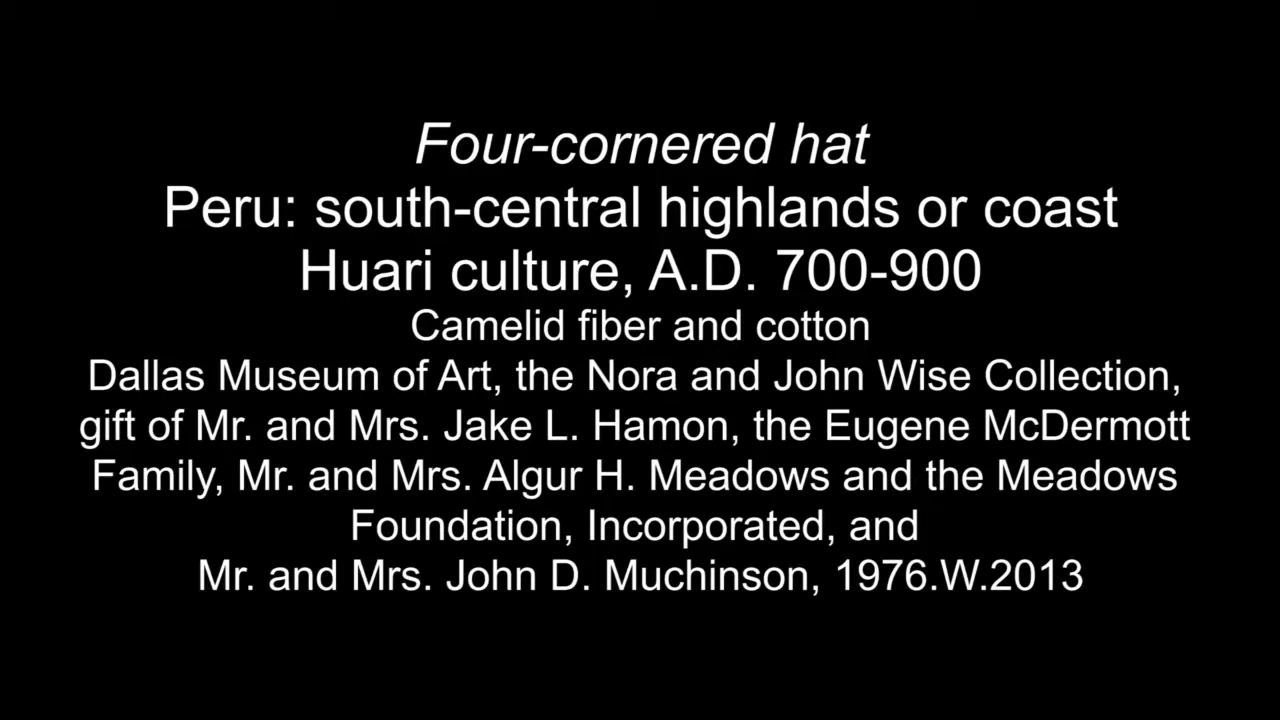 Four-cornered hat
Peru: south-central highlands or coast
Huari culture, A.D. 700-900
Camelid fiber and cotton
Dallas Museum of Art, the Nora and John Wise Collection,
gift of Mr. and Mrs. Jake L. Hamon, the Eugene McDermott
Family, Mr. and Mrs. Algur H. Meadows and the Meadows
Foundation, Incorporated, and
Mr. and Mrs. John D. Muchinson, 1976.W.2013